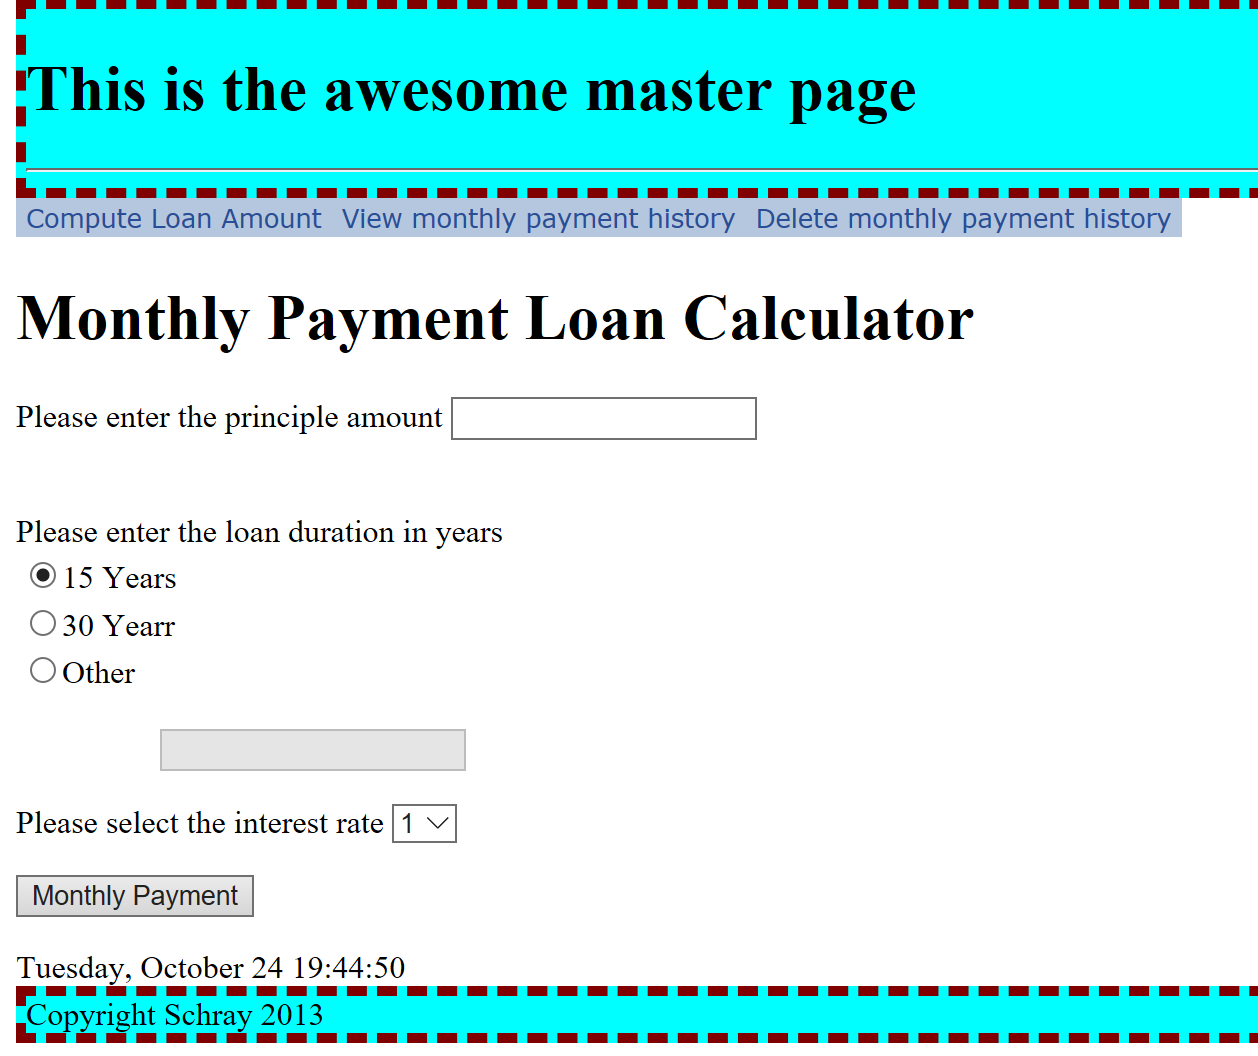 This is the awesome master page
Compute Loan Amount View monthly payment history Delete monthly payment history
Monthly Payment Loan Calculator
Please enter the principle amount
Please enter the loan duration in years
15 Years
30 Yearr
Other
Please select the interest rate 1
Monthly Payment
Tuesday, October 24 19:44:50
Copyright Schray 2013